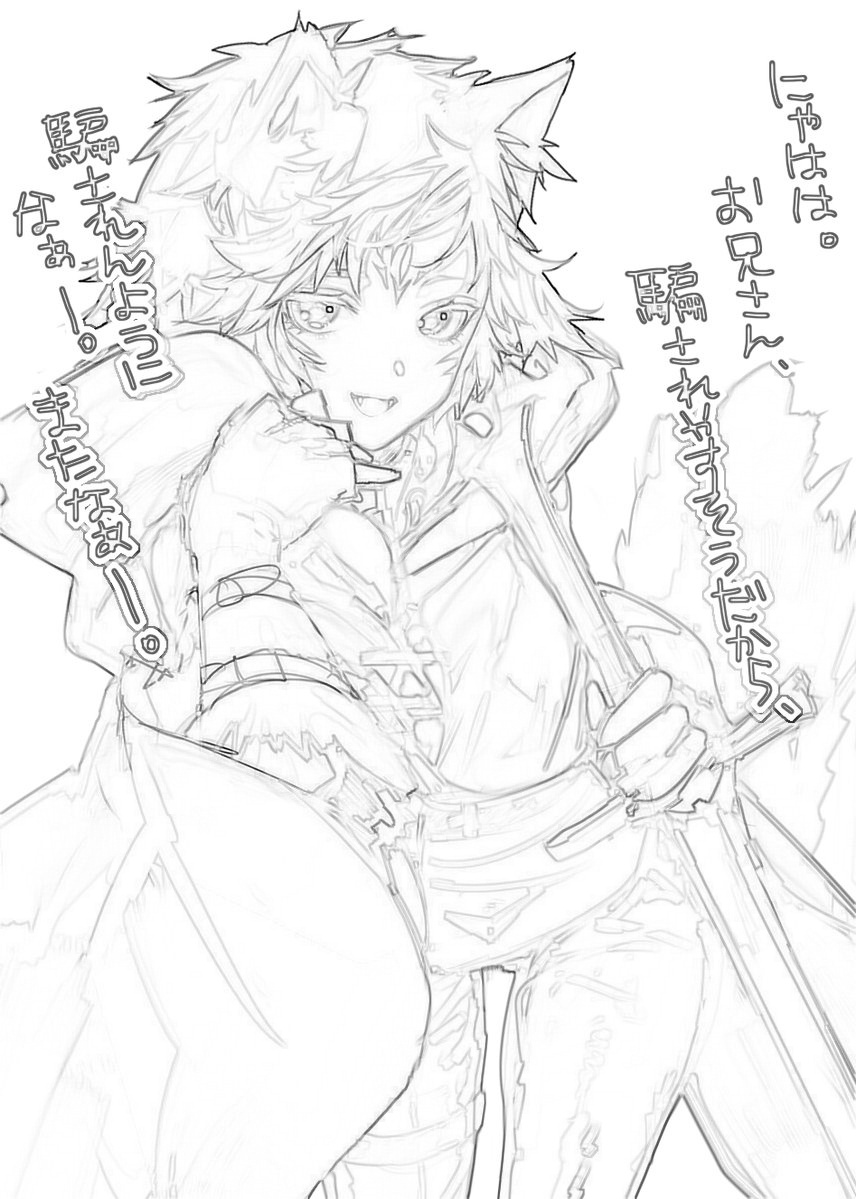 にゃはは。
お兄さん、
騙されやすそうだから。
騙されんように
なぁー。
またなぁー。